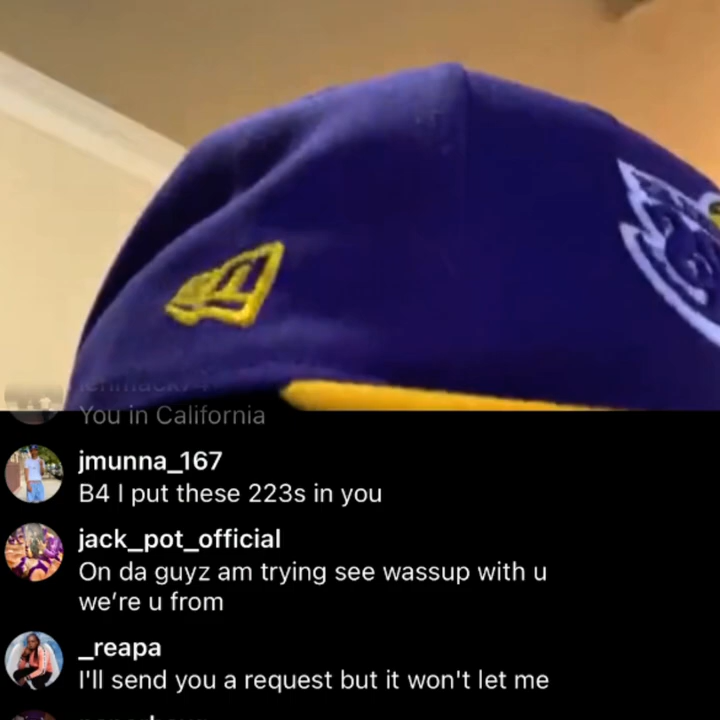 You in California
jmunna_167
B4 I put these 223s in you
jack_pot_official
On da guyz am trying see wassup with u
we're u from
_reapa
I'll send you a request but it won't let me